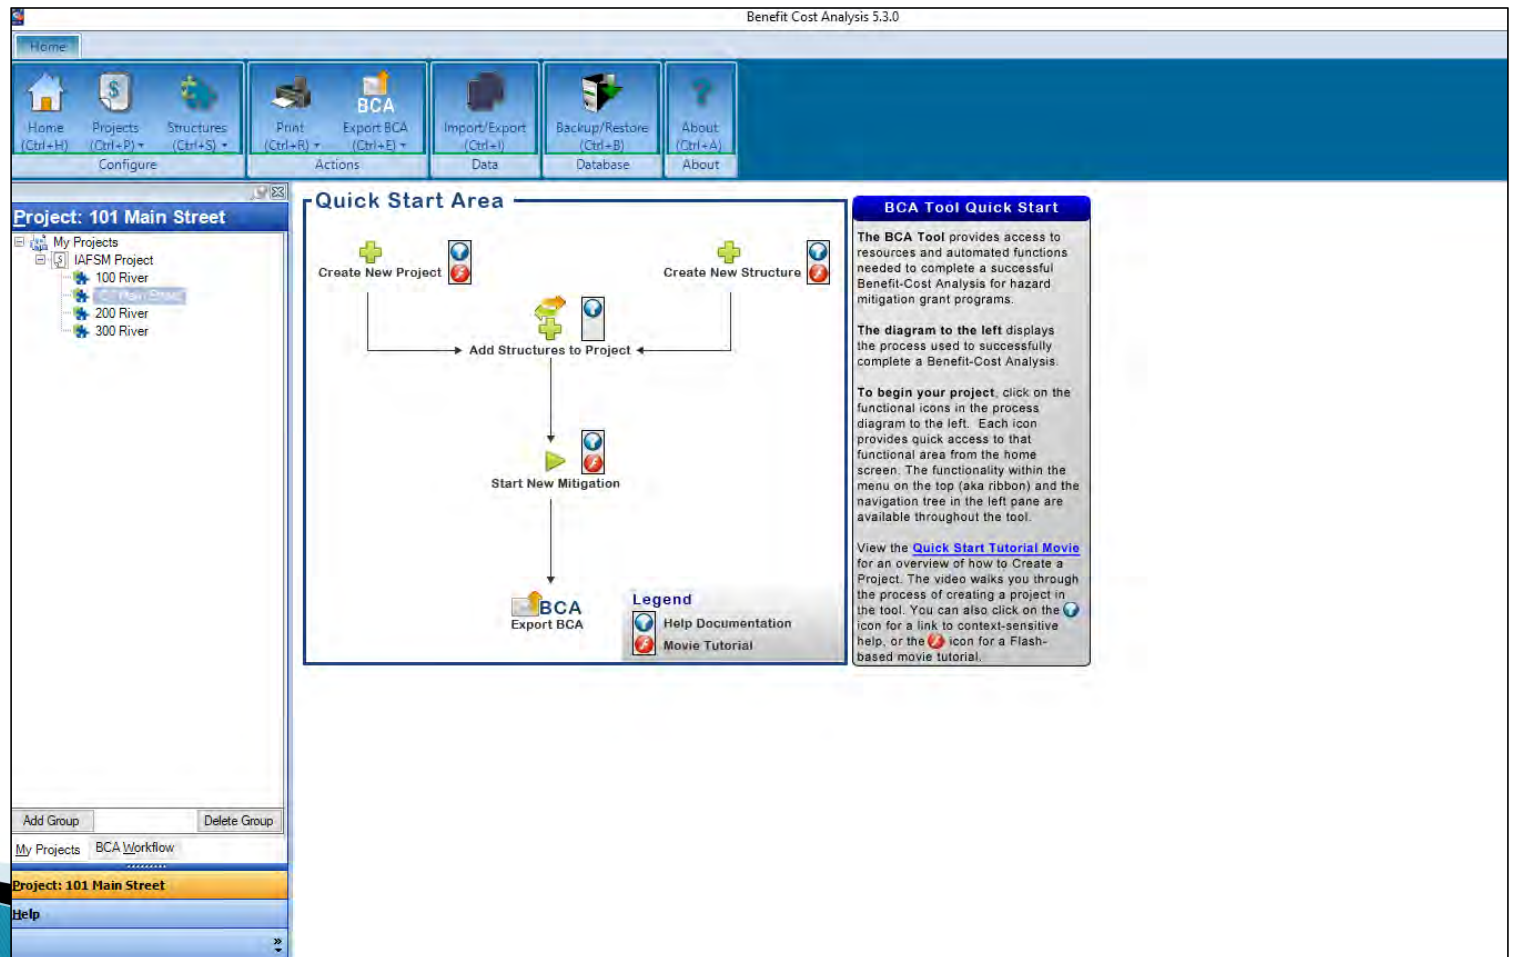 Benefit Cost Analysis 5.3.0
Home
Home
(Ctrl+H)
Projects
(Ctrl+P)
Structures
(Ctrl+S)
Configure
Print
(Ctrl+R)
BCA
Export BCA
(Ctrl+E)
Actions
Import/Export
(Ctrl+I)
Data
Backup/Restore
(Ctrl+B)
Database
?
About
(Ctrl+A)
About
Project: 101 Main Street
My Projects
$ IAFSM Project
100 River
Main Street
200 River
300 River
Add Group
Delete Group
My Projects
BCA Workflow
Project: 101 Main Street
Help
»
Quick Start Area
Create New Project
Create New Structure
Add Structures to Project
Start New Mitigation
BCA
Export BCA
Legend
Help Documentation
Movie Tutorial
BCA Tool Quick Start
The BCA Tool provides access to
resources and automated functions
needed to complete a successful
Benefit-Cost Analysis for hazard
mitigation grant programs.
The diagram to the left displays
the process used to successfully
complete a Benefit-Cost Analysis.
To begin your project, click on the
functional icons in the process
diagram to the left. Each icon
provides quick access to that
functional area from the home
screen. The functionality within the
menu on the top (aka ribbon) and the
navigation tree in the left pane are
available throughout the tool.
View the Quick Start Tutorial Movie
for an overview of how to Create a
Project. The video walks you through
the process of creating a project in
the tool. You can also click on the
icon for a link to context-sensitive
help, or the icon for a Flash-
based movie tutorial.